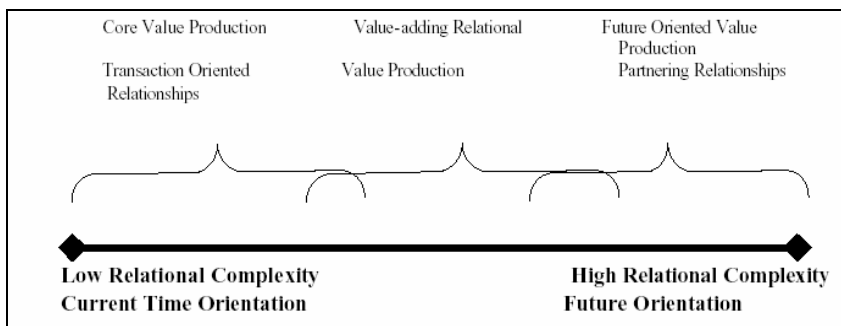 Core Value Production
Transaction Oriented
Relationships
Value-adding Relational
Value Production
Future Oriented Value
Production
Partnering Relationships
Low Relational Complexity
Current Time Orientation
High Relational Complexity
Future Orientation